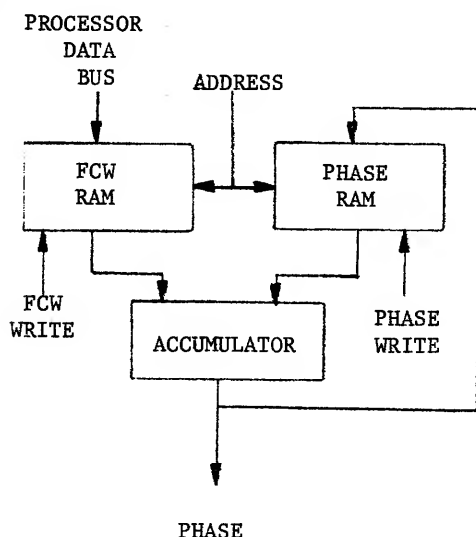 PROCESSOR
DATA
BUS
ADDRESS
FCW
RAM
PHASE
RAM
FCW
WRITE
ACCUMULATOR
PHASE
WRITE
PHASE